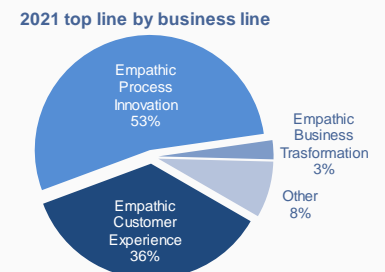 2021 top line by business line
Empathic
Process
Innovation
53%
Empathic
Business
Trasformation
3%
Other
8%
Empathic
Customer
Experience
36%